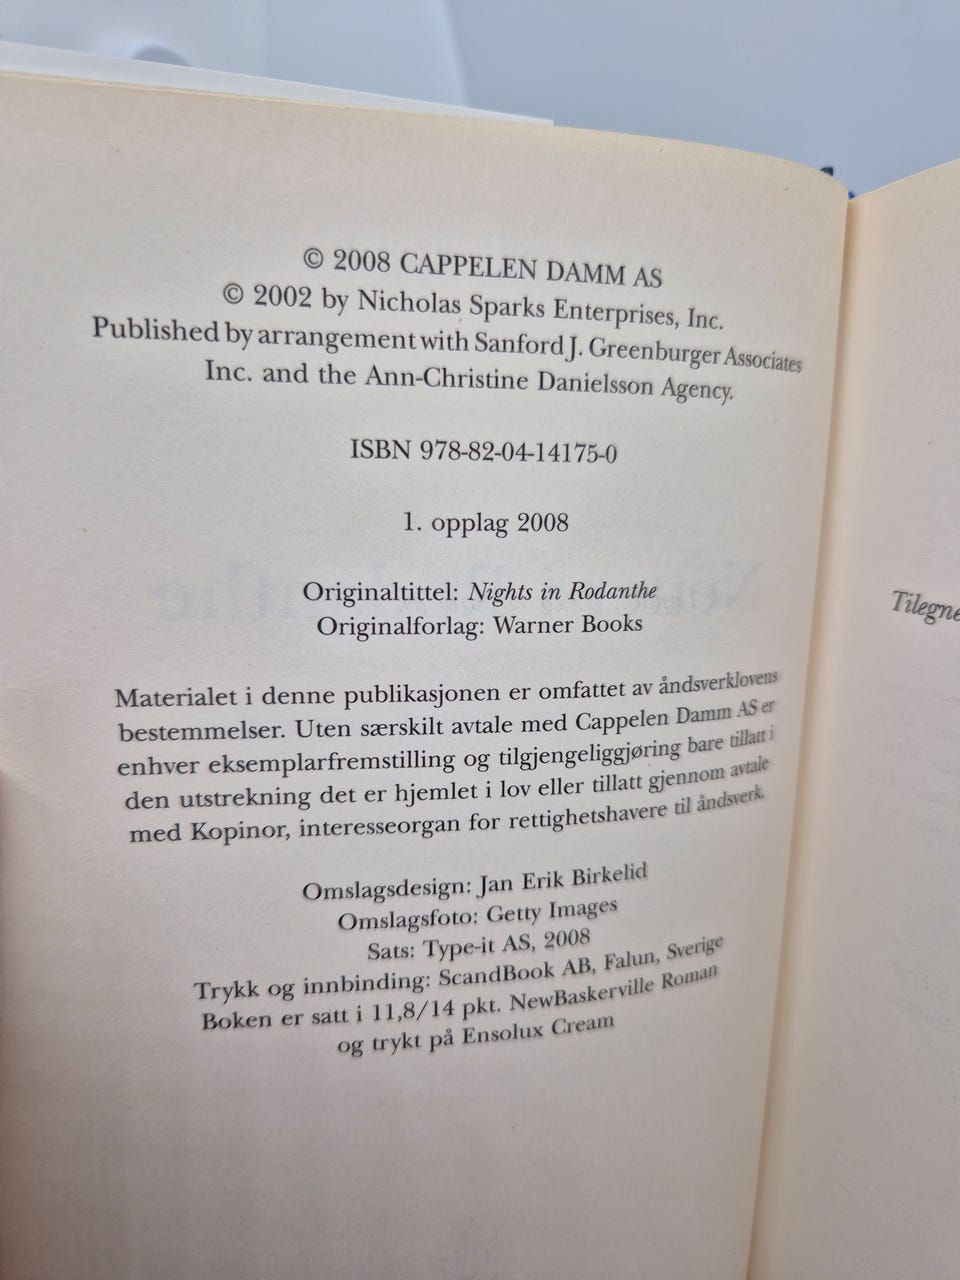 © 2008 CAPPELEN DAMM AS
© 2002 by Nicholas Sparks Enterprises, Inc.
Published by arrangement with Sanford J. Greenburger Associates
Inc. and the Ann-Christine Danielsson Agency.
ISBN 978-82-04-14175-0
1. opplag 2008
Originaltittel: Nights in Rodanthe
Originalforlag: Warner Books
Materialet i denne publikasjonen er omfattet av åndsverklovens
bestemmelser. Uten særskilt avtale med Cappelen Damm AS er
enhver eksemplarfremstilling og tilgjengeliggjøring bare tillatt i
den utstrekning det er hjemlet i lov eller tillatt gjennom avtale
med Kopinor, interesseorgan for rettighetshavere til åndsverk.
Omslagsdesign: Jan Erik Birkelid
Omslagsfoto: Getty Images
Sats: Type-it AS, 2008
Trykk og innbinding: ScandBook AB, Falun, Sverige
Boken er satt i 11,8/14 pkt. NewBaskerville Roman
og trykt på Ensolux Cream
Tilegne